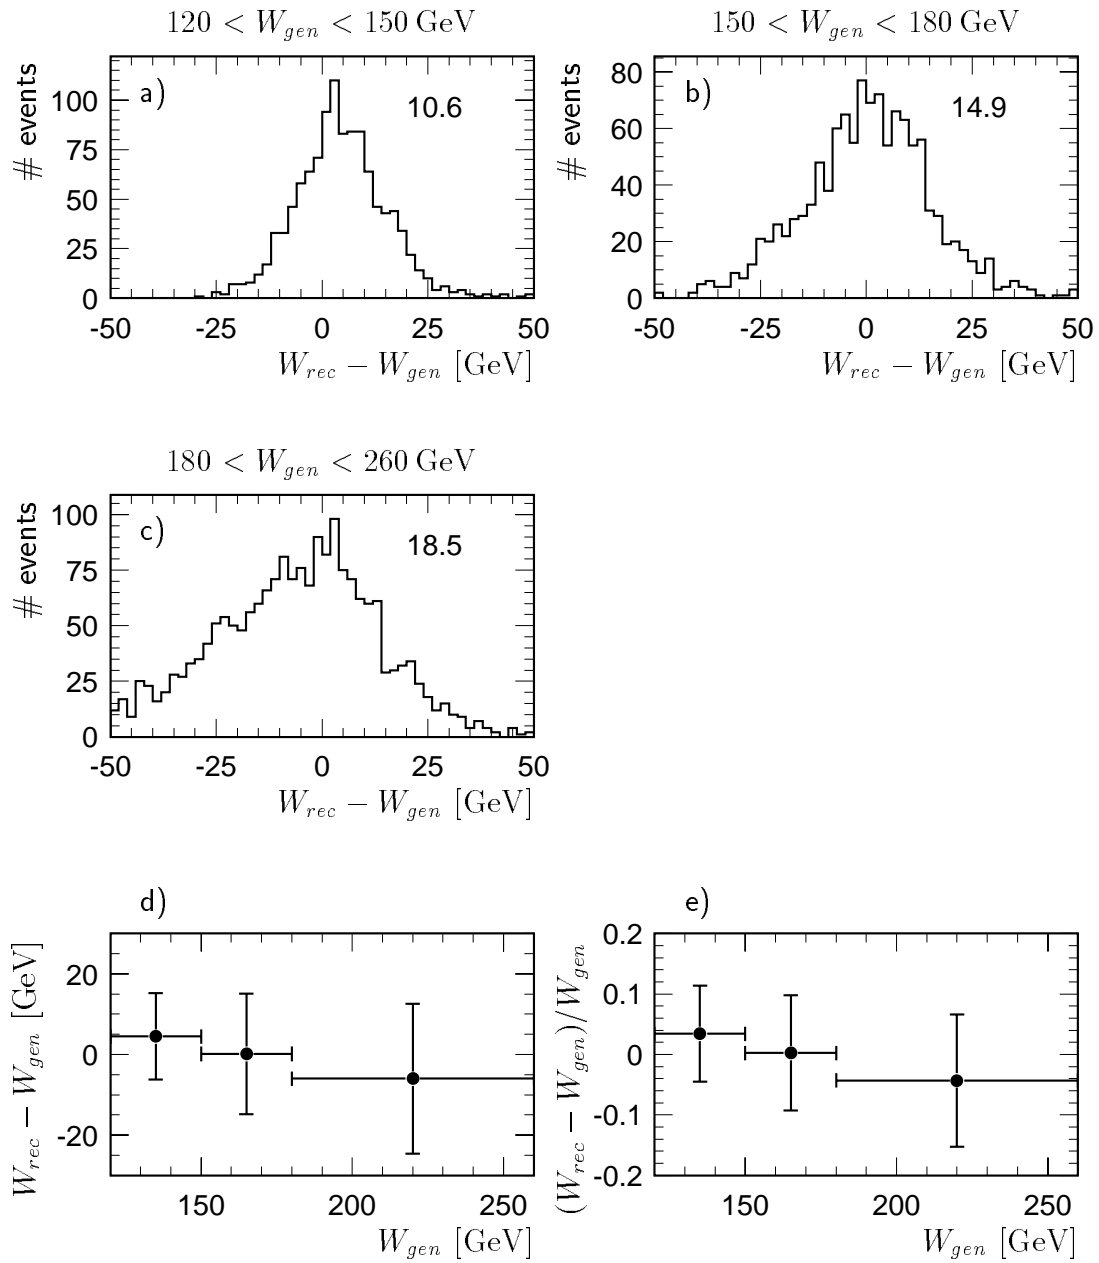 120 < W_gen < 150 GeV
# events
a)
10.6
100
75
50
25
0
-50 -25 0 25 50
W_rec − W_gen [GeV]
150 < W_gen < 180 GeV
# events
b)
14.9
80
60
40
20
0
-50 -25 0 25 50
W_rec − W_gen [GeV]
180 < W_gen < 260 GeV
# events
c)
18.5
100
75
50
25
0
-50 -25 0 25 50
W_rec − W_gen [GeV]
d)
W_rec − W_gen [GeV]
20
0
-20
150 200 250
W_gen [GeV]
e)
(W_rec − W_gen)/W_gen
0.2
0.1
0
-0.1
-0.2
150 200 250
W_gen [GeV]